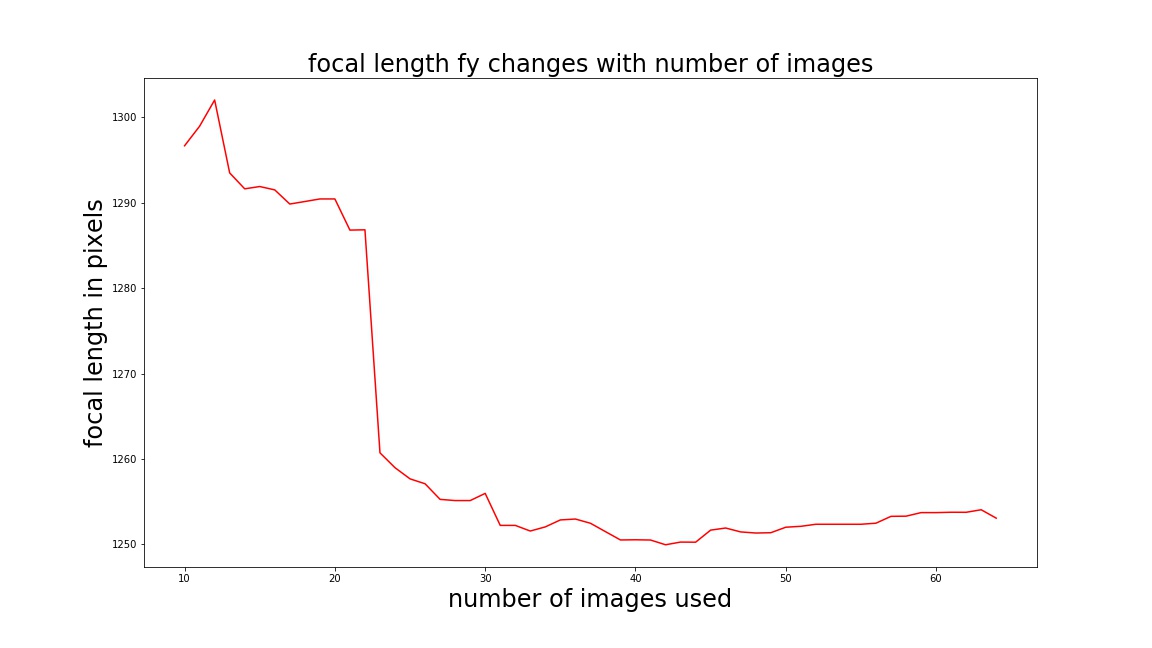 focal length fy changes with number of images
focal length in pixels
1300
1290
1280
1270
1260
1250
10 20 30 40 50 60
number of images used